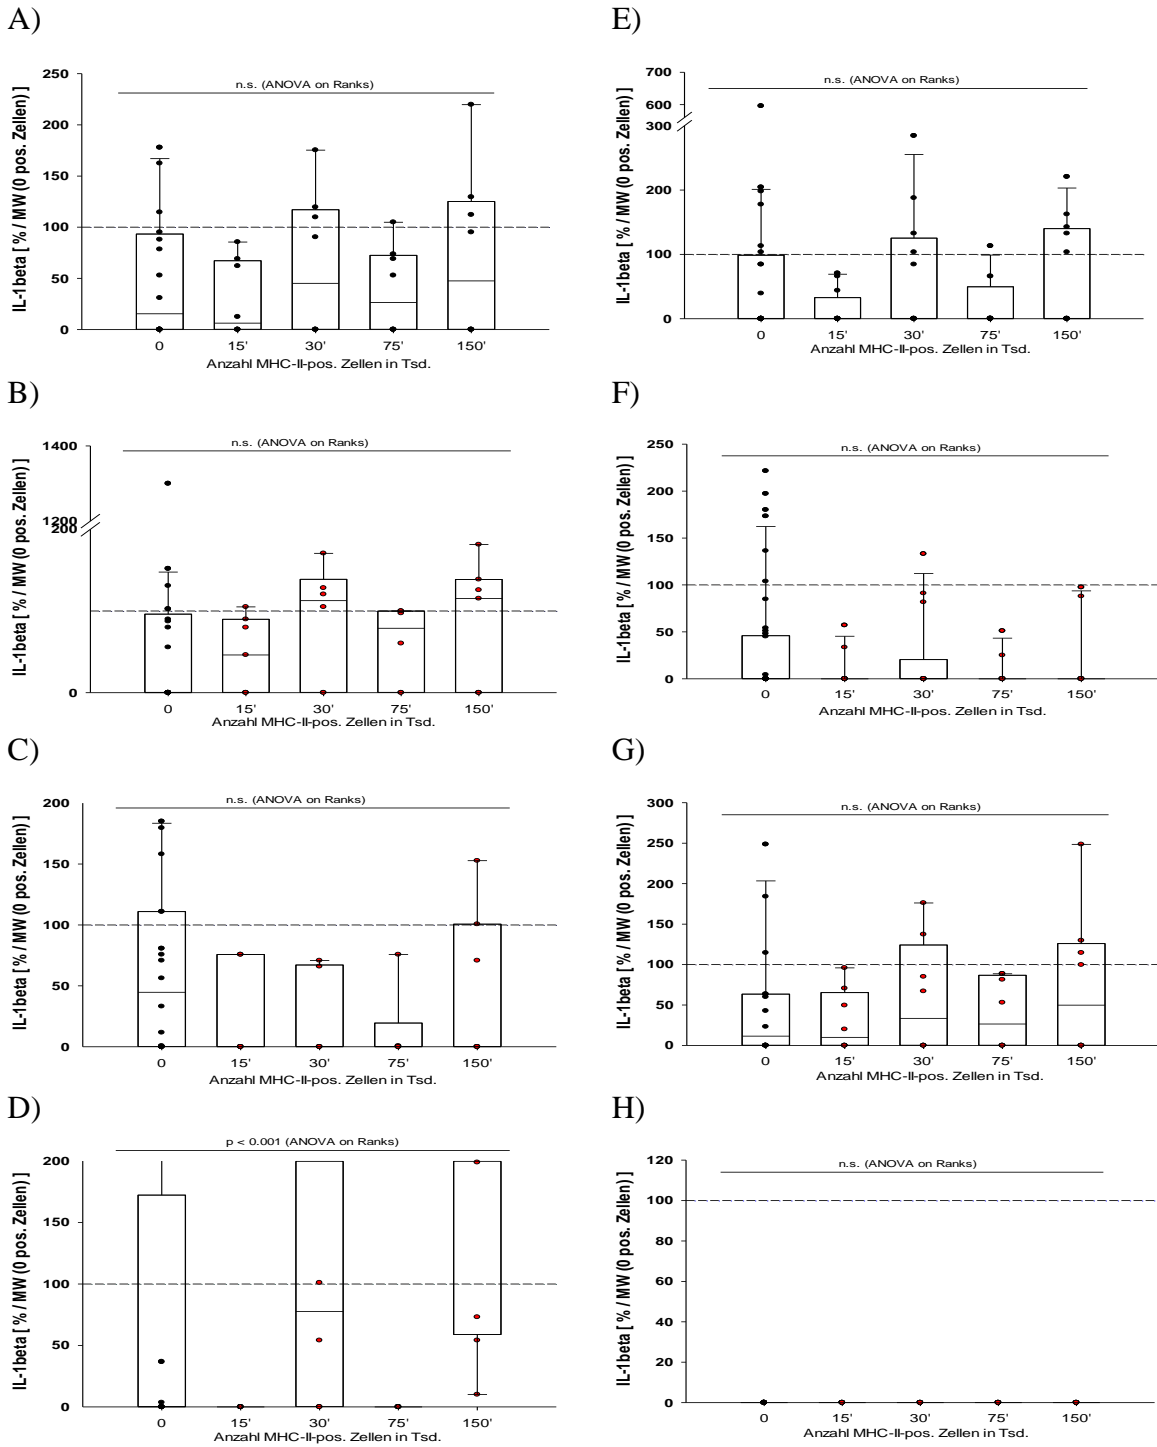 A)
n.s. (ANOVA on Ranks)
IL-1beta [ % / MW (0 pos. Zellen) ]
250
200
150
100
50
0
0 15' 30' 75' 150'
Anzahl MHC-II-pos. Zellen in Tsd.
B)
n.s. (ANOVA on Ranks)
IL-1beta [ % / MW (0 pos. Zellen) ]
1400
1200
200
0
0 15' 30' 75' 150'
Anzahl MHC-II-pos. Zellen in Tsd.
C)
n.s. (ANOVA on Ranks)
IL-1beta [ % / MW (0 pos. Zellen) ]
200
150
100
50
0
0 15' 30' 75' 150'
Anzahl MHC-II-pos. Zellen in Tsd.
D)
p < 0.001 (ANOVA on Ranks)
IL-1beta [ % / MW (0 pos. Zellen) ]
200
150
100
50
0
0 15' 30' 75' 150'
Anzahl MHC-II-pos. Zellen in Tsd.
E)
n.s. (ANOVA on Ranks)
IL-1beta [ % / MW (0 pos. Zellen) ]
700
600
300
200
100
0
0 15' 30' 75' 150'
Anzahl MHC-II-pos. Zellen in Tsd.
F)
n.s. (ANOVA on Ranks)
IL-1beta [ % / MW (0 pos. Zellen) ]
250
200
150
100
50
0
0 15' 30' 75' 150'
Anzahl MHC-II-pos. Zellen in Tsd.
G)
n.s. (ANOVA on Ranks)
IL-1beta [ % / MW (0 pos. Zellen) ]
300
250
200
150
100
50
0
0 15' 30' 75' 150'
Anzahl MHC-II-pos. Zellen in Tsd.
H)
n.s. (ANOVA on Ranks)
IL-1beta [ % / MW (0 pos. Zellen) ]
120
100
80
60
40
20
0
0 15' 30' 75' 150'
Anzahl MHC-II-pos. Zellen in Tsd.